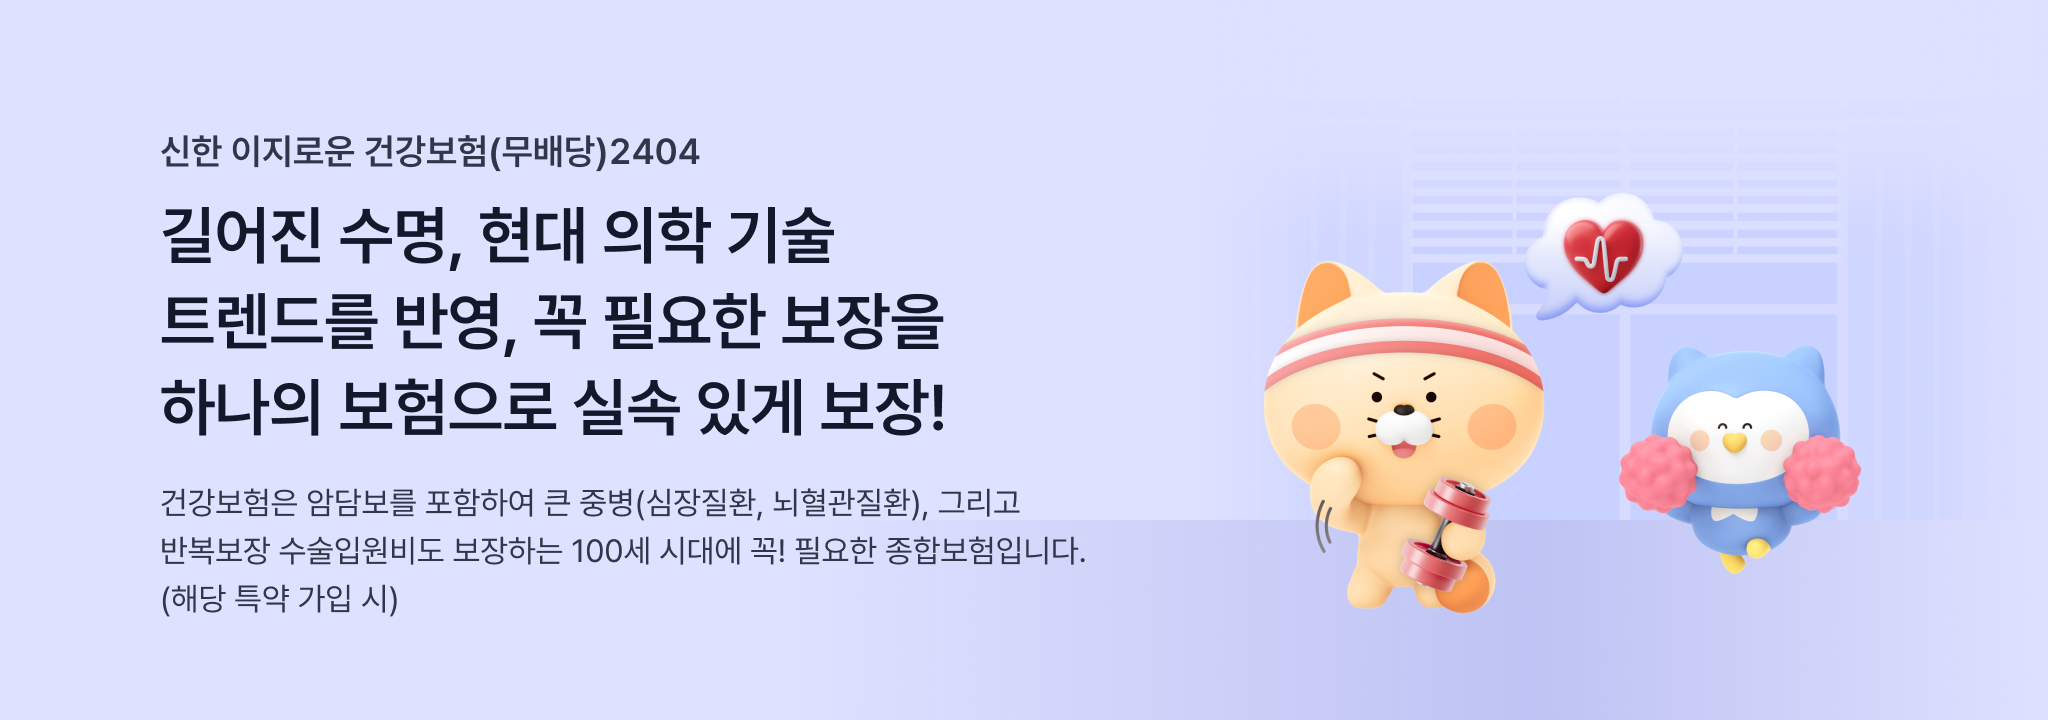 신한 이지로운 건강보험(무배당)2404
길어진 수명, 현대 의학 기술
트렌드를 반영, 꼭 필요한 보장을
하나의 보험으로 실속 있게 보장!
건강보험은 암담보를 포함하여 큰 중병(심장질환, 뇌혈관질환), 그리고
반복보장 수술입원비도 보장하는 100세 시대에 꼭! 필요한 종합보험입니다.
(해당 특약 가입 시)